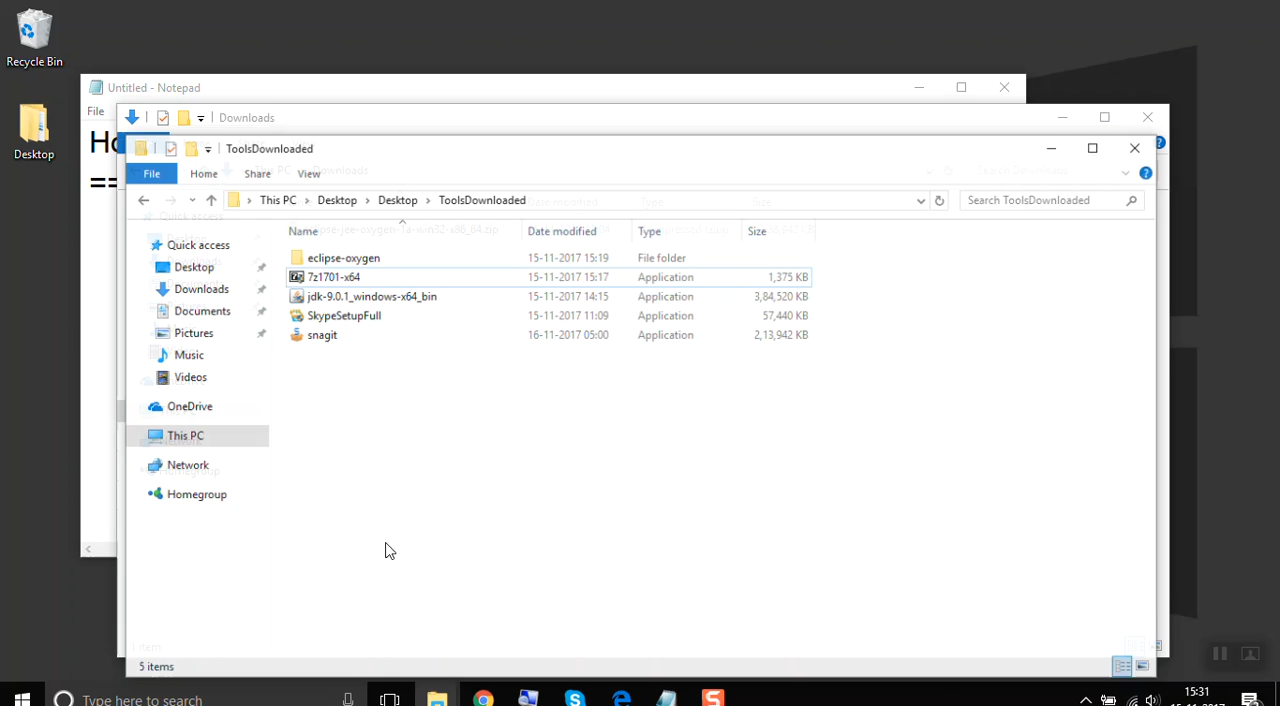 Recycle Bin
Desktop
Untitled - Notepad
File
Ho
==
Downloads
ToolsDownloaded
File Home Share View
This PC > Desktop > Desktop > ToolsDownloaded
Search ToolsDownloaded
Name Date modified Type Size
eclipse-oxygen 15-11-2017 15:19 File folder
7z1701-x64 15-11-2017 15:17 Application 1,375 KB
jdk-9.0.1_windows-x64_bin 15-11-2017 14:15 Application 3,84,520 KB
SkypeSetupFull 15-11-2017 11:09 Application 57,440 KB
snagit 16-11-2017 05:00 Application 2,13,942 KB
Quick access
Desktop
Downloads
Documents
Pictures
Music
Videos
OneDrive
This PC
Network
Homegroup
5 items
Type here to search
15:31
15-11-2017